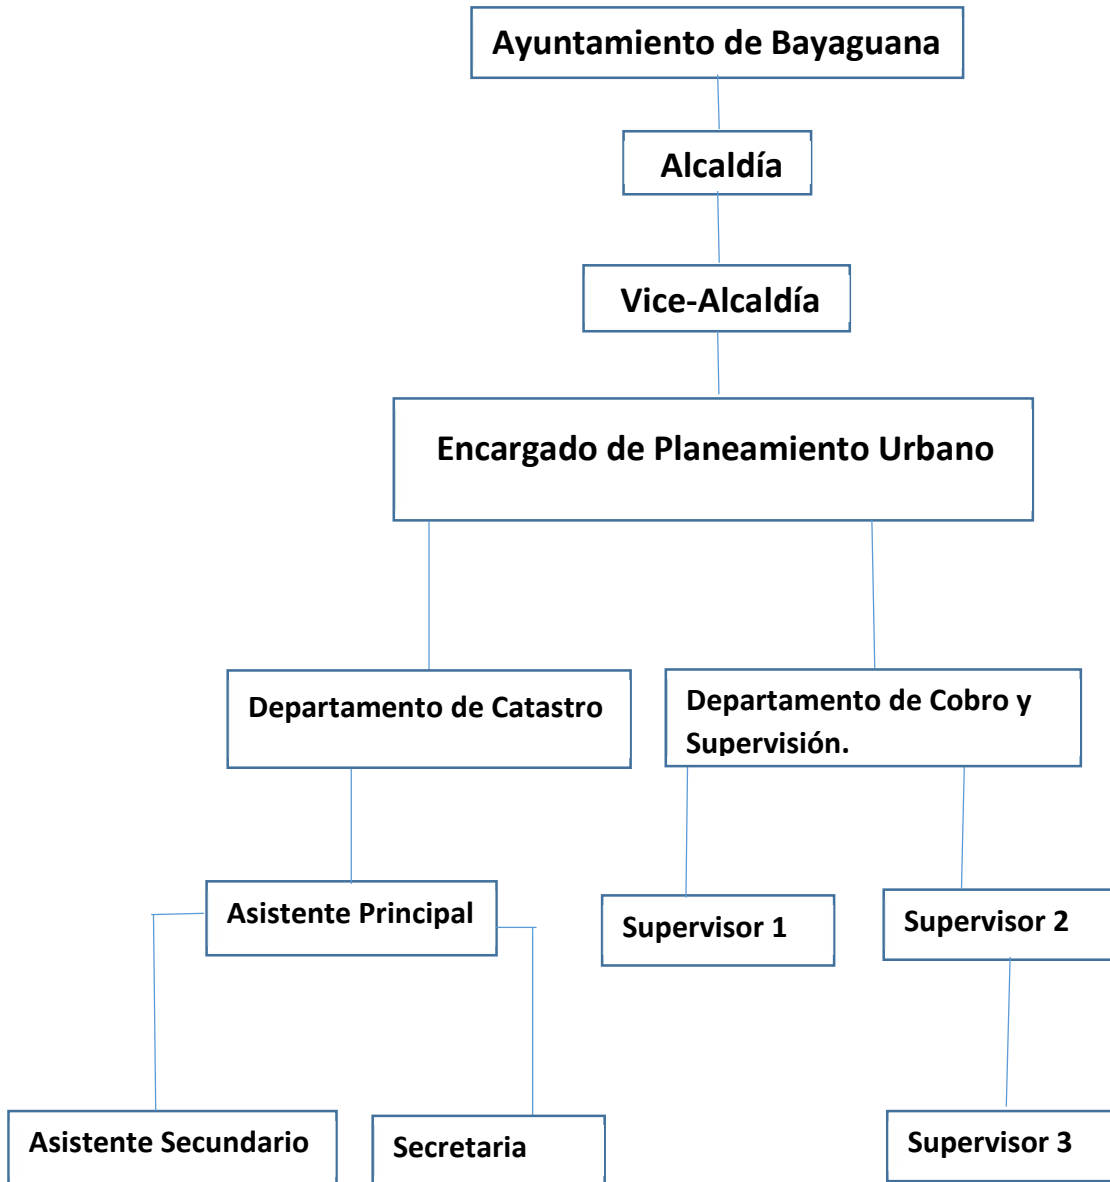 Ayuntamiento de Bayaguana
Alcaldía
Vice-Alcaldía
Encargado de Planeamiento Urbano
Departamento de Catastro
Departamento de Cobro y
Supervisión.
Asistente Principal
Supervisor 1
Supervisor 2
Asistente Secundario
Secretaria
Supervisor 3